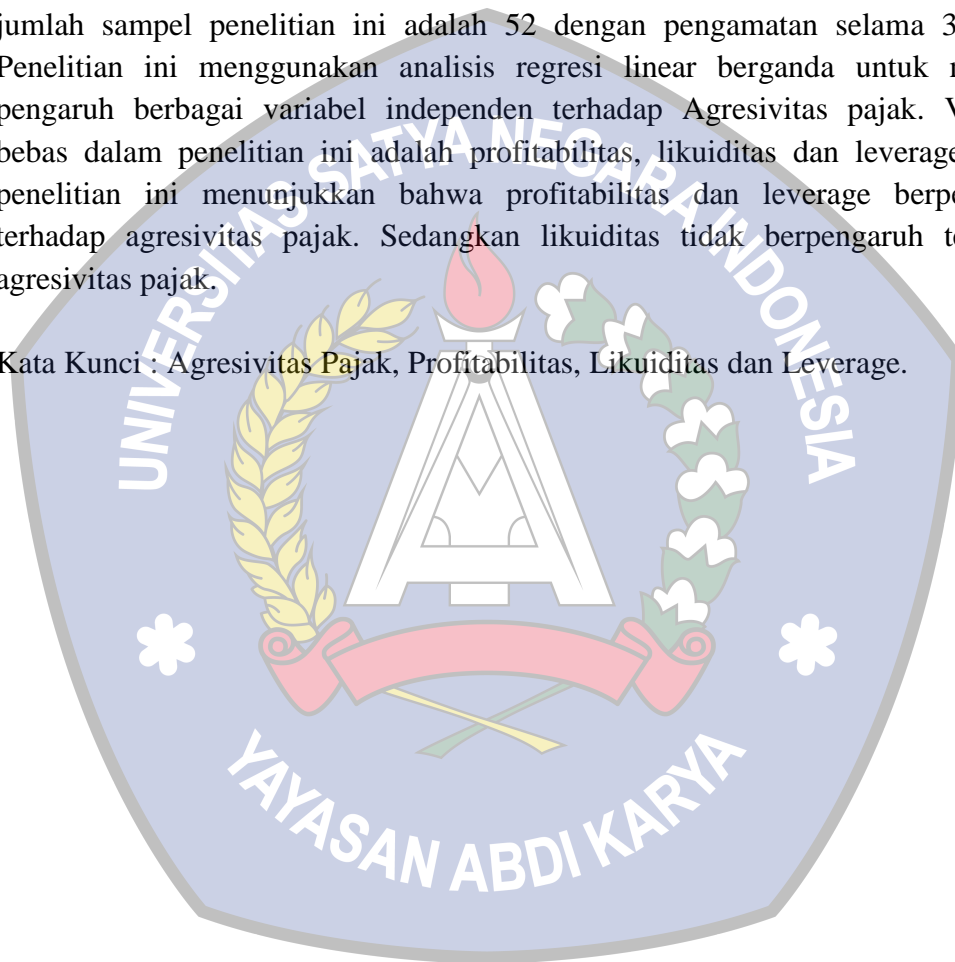 jumlah sampel penelitian ini adalah 52 dengan pengamatan selama 3
Penelitian ini menggunakan analisis regresi linear berganda untuk
pengaruh berbagai variabel independen terhadap Agresivitas pajak. V
bebas dalam penelitian ini adalah profitabilitas, likuiditas dan leverage
penelitian ini menunjukkan bahwa profitabilitas dan leverage berpe
terhadap agresivitas pajak. Sedangkan likuiditas tidak berpengaruh te
agresivitas pajak.
Kata Kunci : Agresivitas Pajak, Profitabilitas, Likuiditas dan Leverage.
UNIVERSITAS SATYA NEGARA INDONESIA
YAYASAN ABDI KARYA